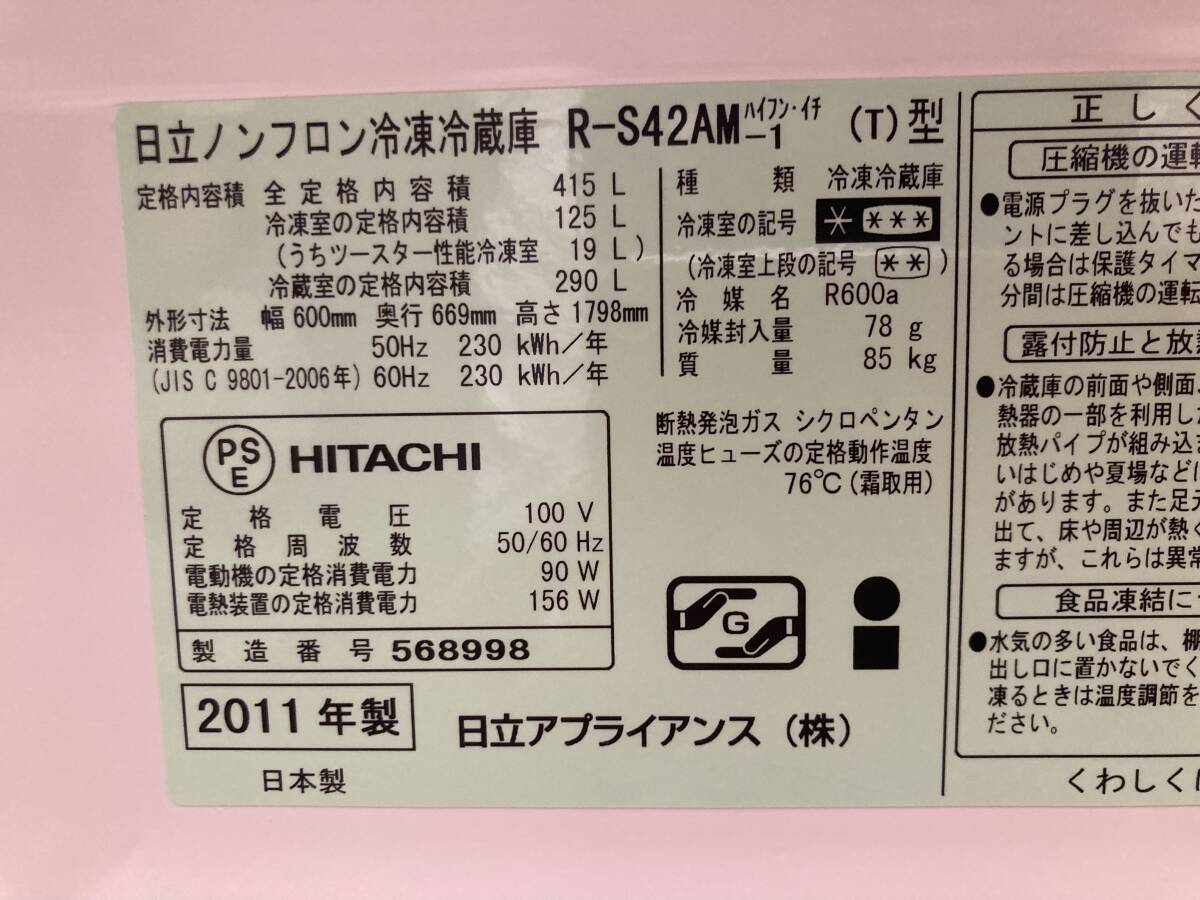 日立ノンフロン冷凍冷蔵庫 R-S42AM-1 ハイフン・イチ (T)型
定格内容積 全定格内容積 415 L
冷凍室の定格内容積 125 L
(うちツースター性能冷凍室 19 L)
冷蔵室の定格内容積 290 L
外形寸法 幅 600mm 奥行 669mm 高さ 1798mm
消費電力量 50Hz 230 kWh/年
(JIS C 9801-2006年) 60Hz 230 kWh/年
種類 冷凍冷蔵庫
冷凍室の記号 * ***
(冷凍室上段の記号 ** )
冷媒名 R600a
冷媒封入量 78 g
質量 85 kg
断熱発泡ガス シクロペンタン
温度ヒューズの定格動作温度
76℃(霜取用)
PSE HITACHI
定格電圧 100 V
定格周波数 50/60 Hz
電動機の定格消費電力 90 W
電熱装置の定格消費電力 156 W
製造番号 568998
G
2011年製
日立アプライアンス(株)
日本製
正しく
圧縮機の運転
●電源プラグを抜いた
ントに差し込んでも
る場合は保護タイマ
分間は圧縮機の運転
露付防止と放熱
●冷蔵庫の前面や側面、
熱器の一部を利用し
放熱パイプが組み込ま
いはじめや夏場など
があります。また足元
出て、床や周辺が熱く
ますが、これらは異常
食品凍結に
●水気の多い食品は、棚
出し口に置かないでく
凍るときは温度調節を
ださい。
くわしくは